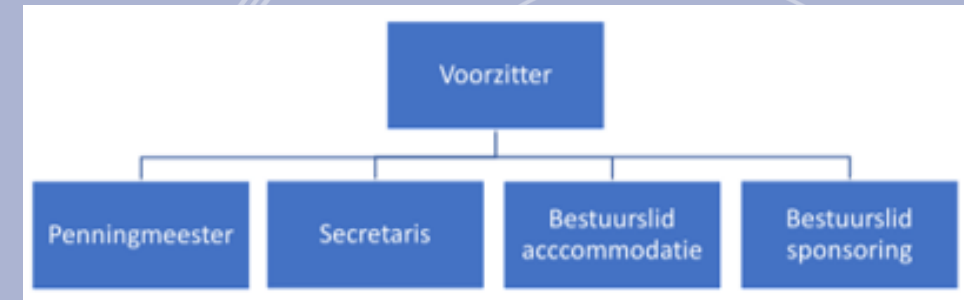 Voorzitter
Penningmeester
Secretaris
Bestuurslid
acccommodatie
Bestuurslid
sponsoring